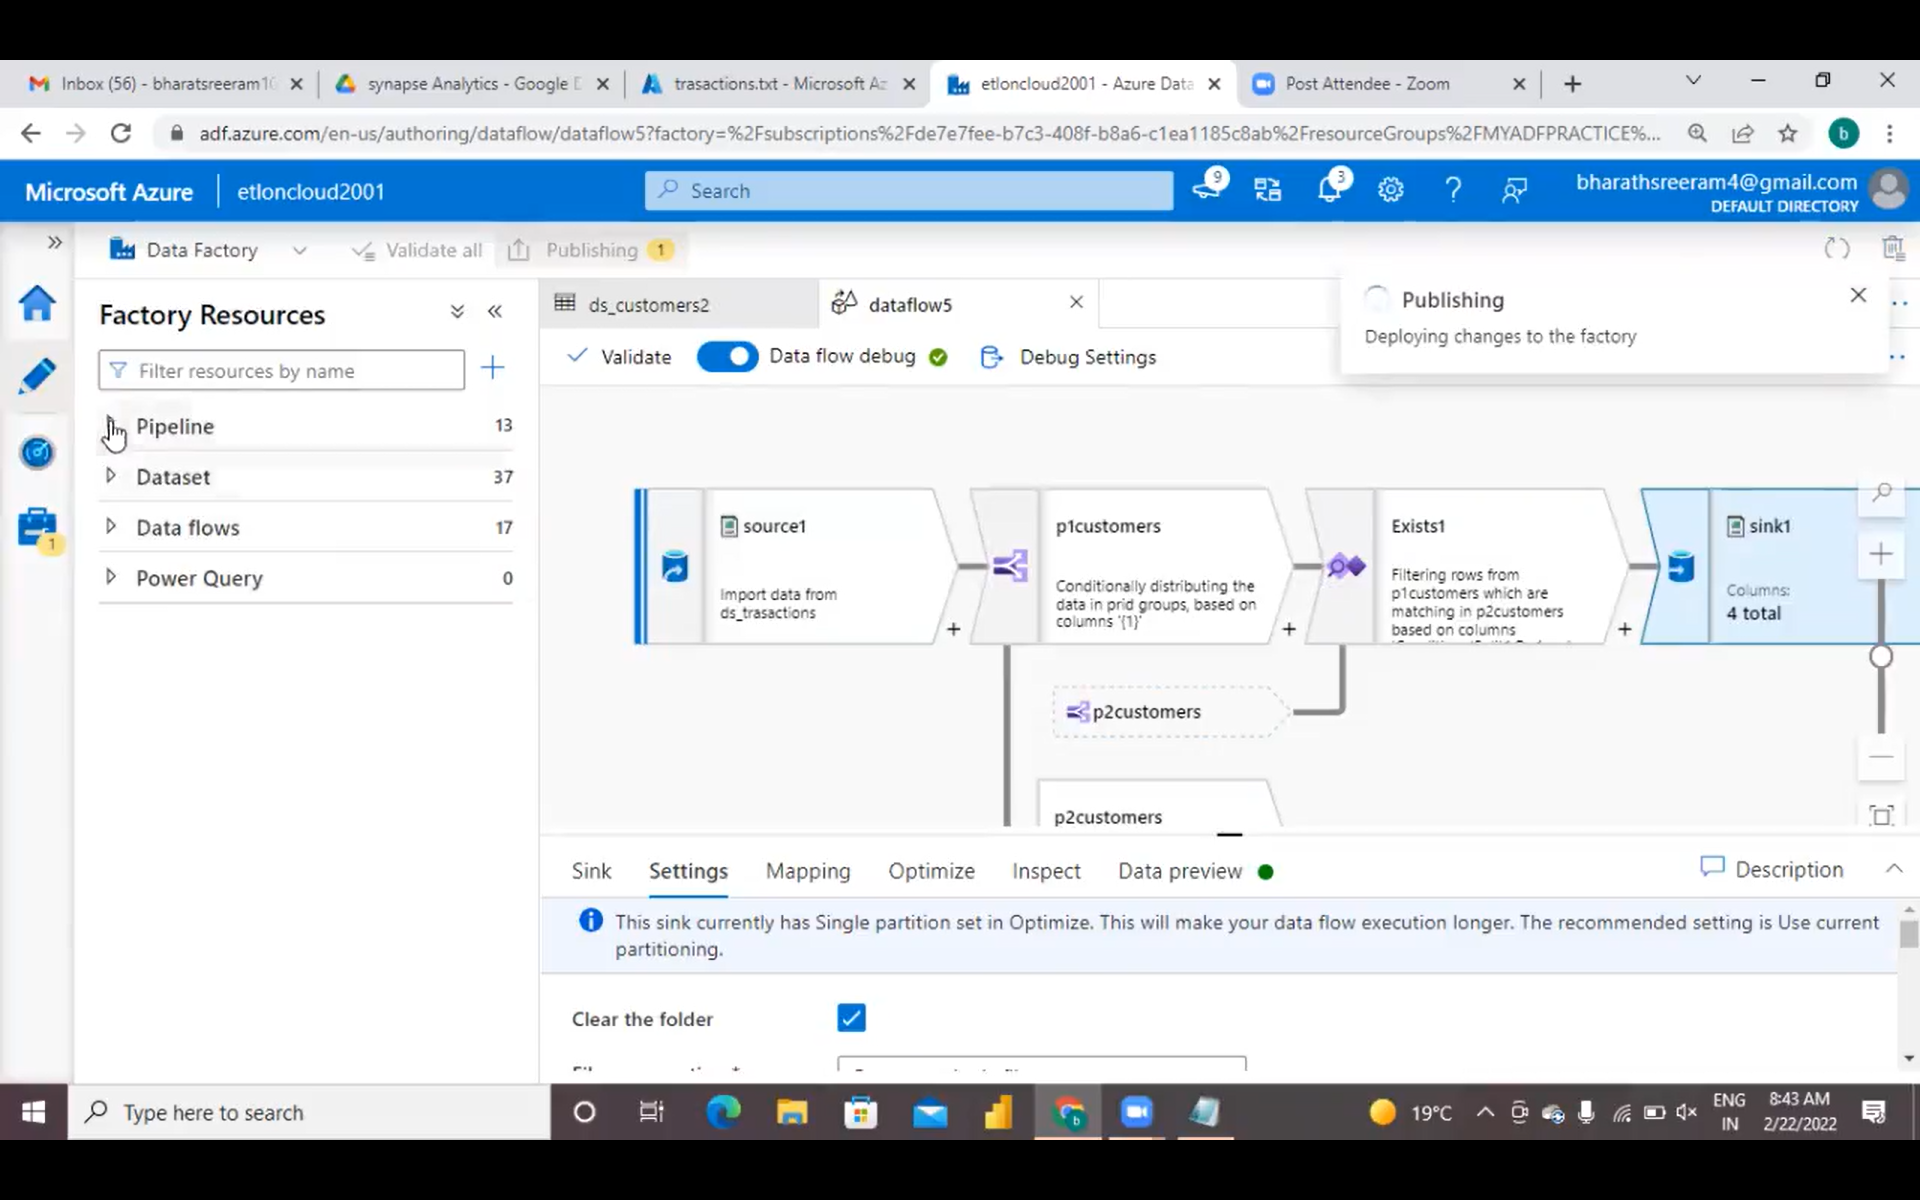 Inbox (56) - bharatsreeram10
synapse Analytics - Google D
trasactions.txt - Microsoft Az
etloncloud2001 - Azure Data
Post Attendee - Zoom
adf.azure.com/en-us/authoring/dataflow/dataflow5?factory=%2Fsubscriptions%2Fde7e7fee-b7c3-408f-b8a6-c1ea1185c8ab%2FresourceGroups%2FMYADFPRACTICE%...
b
Microsoft Azure
etloncloud2001
Search
9
3
bharathsreeram4@gmail.com
DEFAULT DIRECTORY
Data Factory
Validate all
Publishing 1
Factory Resources
Filter resources by name
Pipeline 13
Dataset 37
Data flows 17
Power Query 0
1
ds_customers2
dataflow5
Validate
Data flow debug
Debug Settings
Publishing
Deploying changes to the factory
source1
Import data from
ds_trasactions
p1customers
Conditionally distributing the
data in prid groups, based on
columns '{1}'
Exists1
Filtering rows from
p1customers which are
matching in p2customers
based on columns
sink1
Columns:
4 total
p2customers
p2customers
Sink
Settings
Mapping
Optimize
Inspect
Data preview
Description
This sink currently has Single partition set in Optimize. This will make your data flow execution longer. The recommended setting is Use current
partitioning.
Clear the folder
Type here to search
19°C
ENG
IN
8:43 AM
2/22/2022